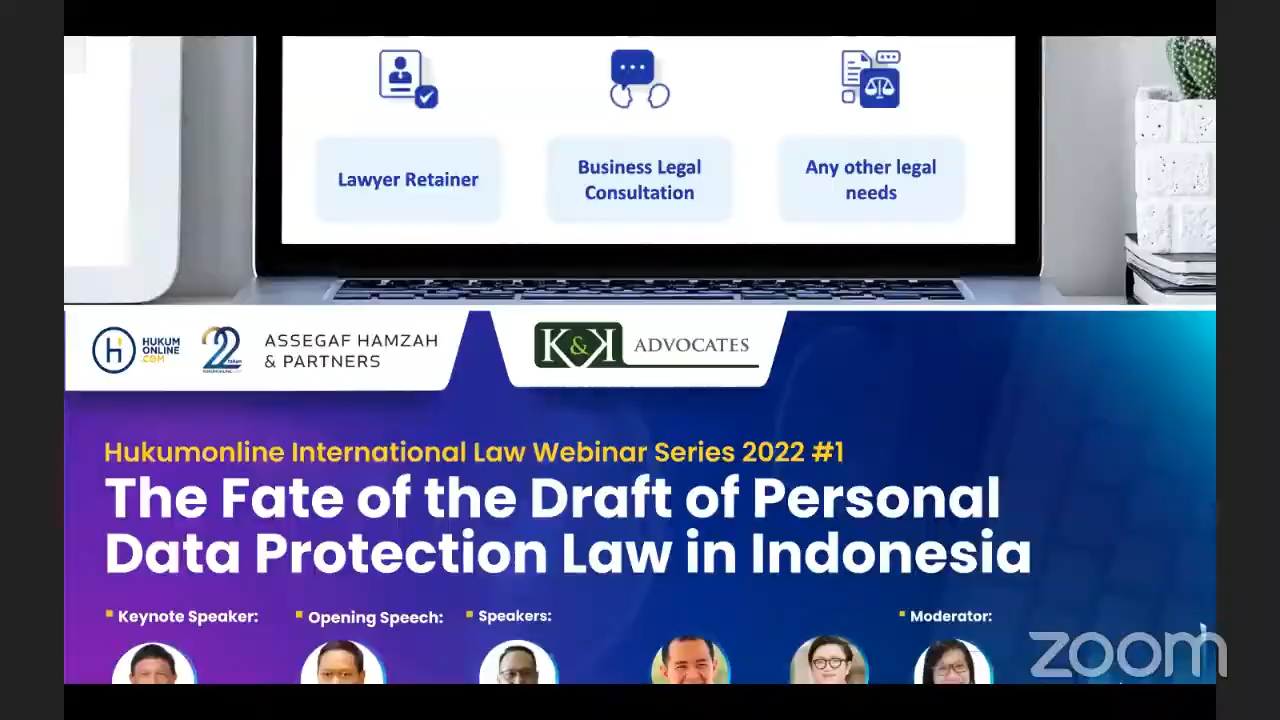 Lawyer Retainer
Business Legal
Consultation
Any other legal
needs
HUKUM
ONLINE
.COM
22
ASSEGAF HAMZAH
& PARTNERS
K&K ADVOCATES
Hukumonline International Law Webinar Series 2022 #1
The Fate of the Draft of Personal
Data Protection Law in Indonesia
Keynote Speaker:
Opening Speech:
Speakers:
Moderator:
zoom